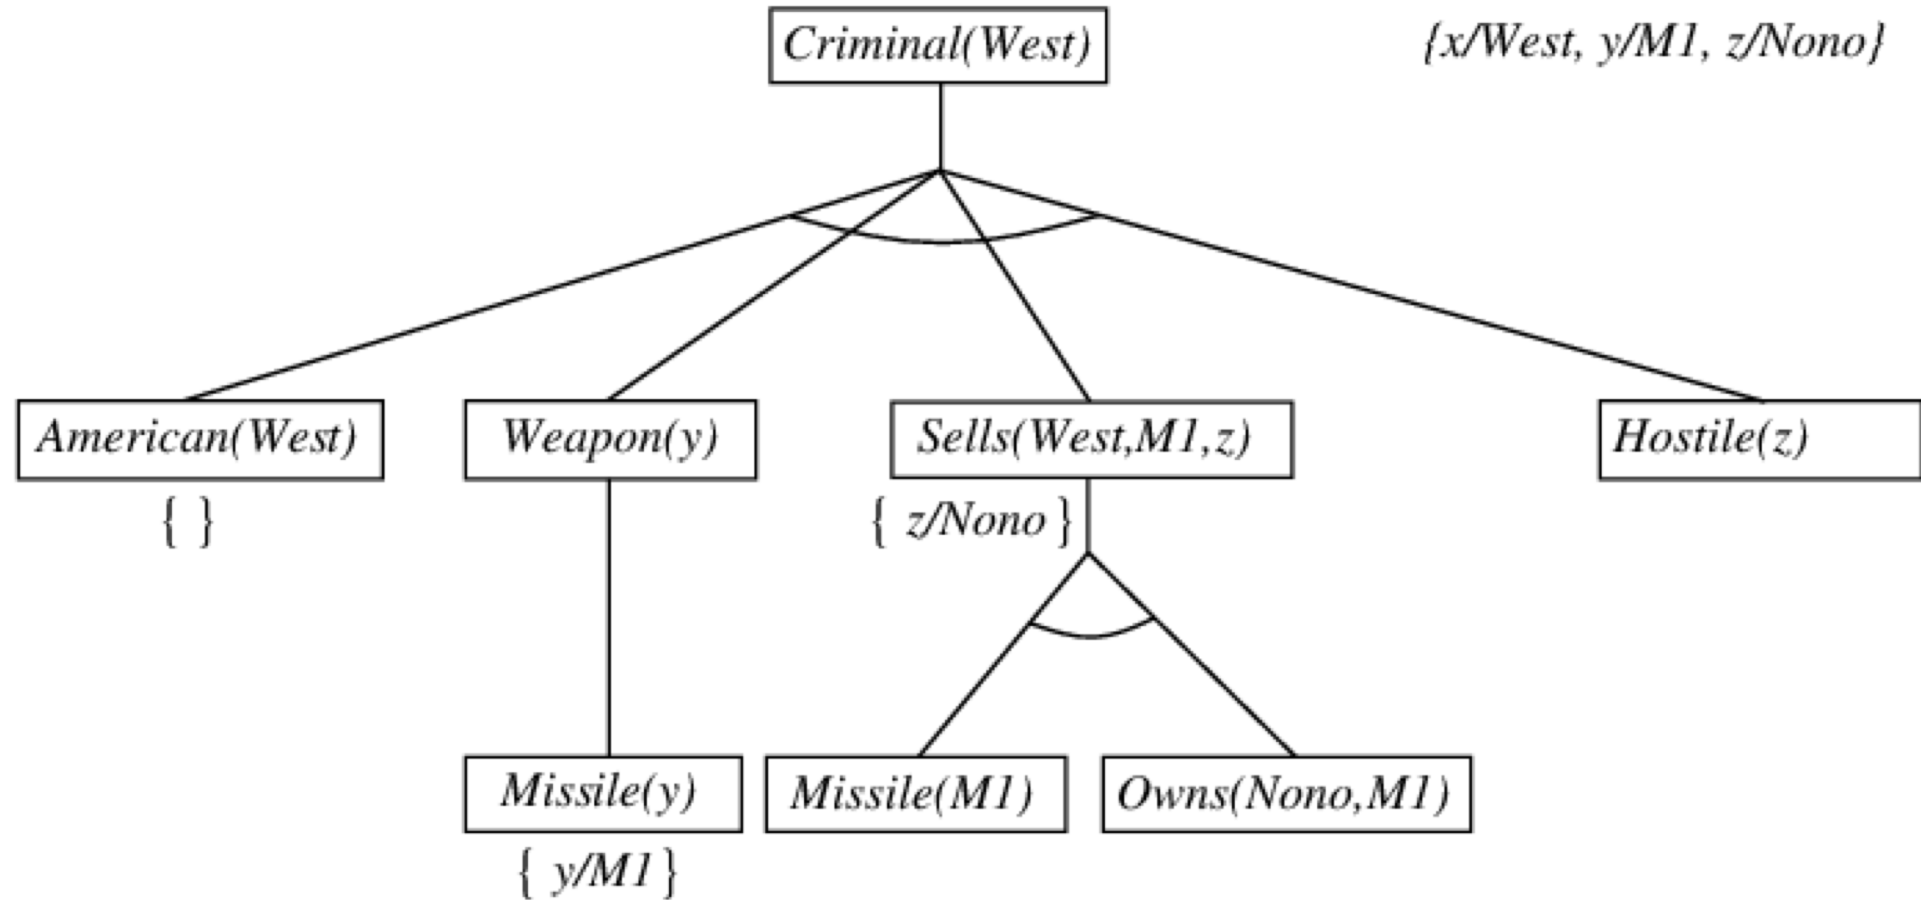 Criminal(West)
{x/West, y/M1, z/Nono}
American(West)
Weapon(y)
Sells(West,M1,z)
Hostile(z)
{ }
{ z/Nono }
Missile(y)
Missile(M1)
Owns(Nono,M1)
{ y/M1 }